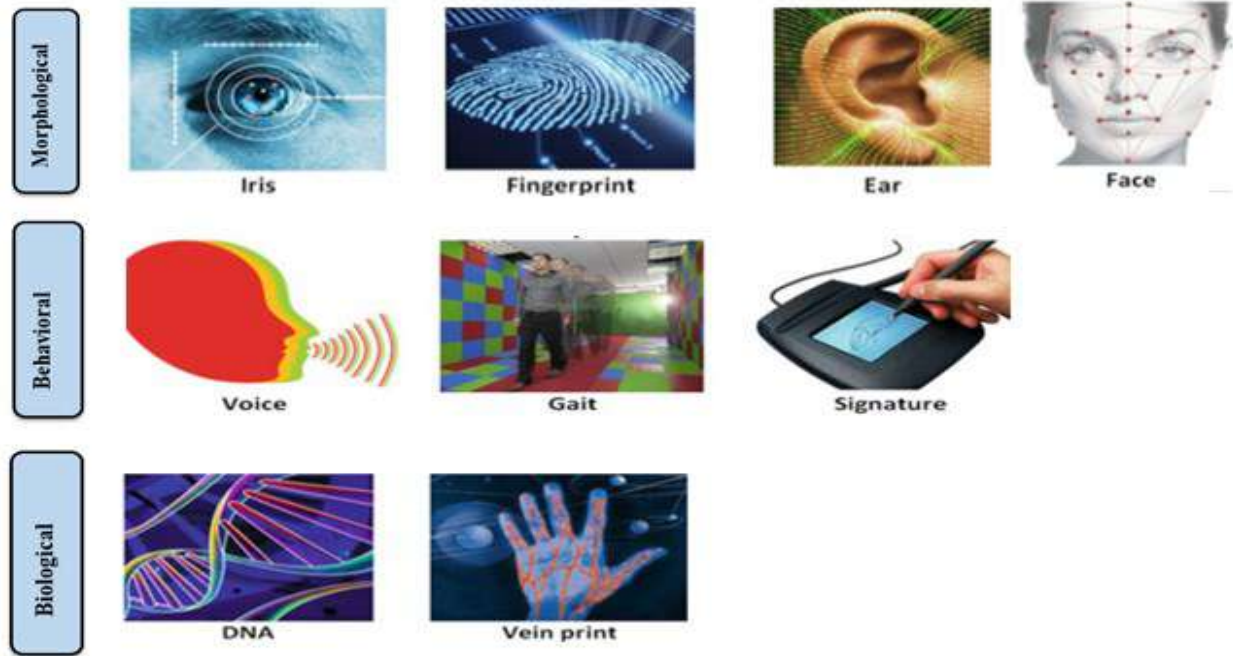 Morphological
Iris
Fingerprint
Ear
Face
Behavioral
Voice
Gait
Signature
Biological
DNA
Vein print